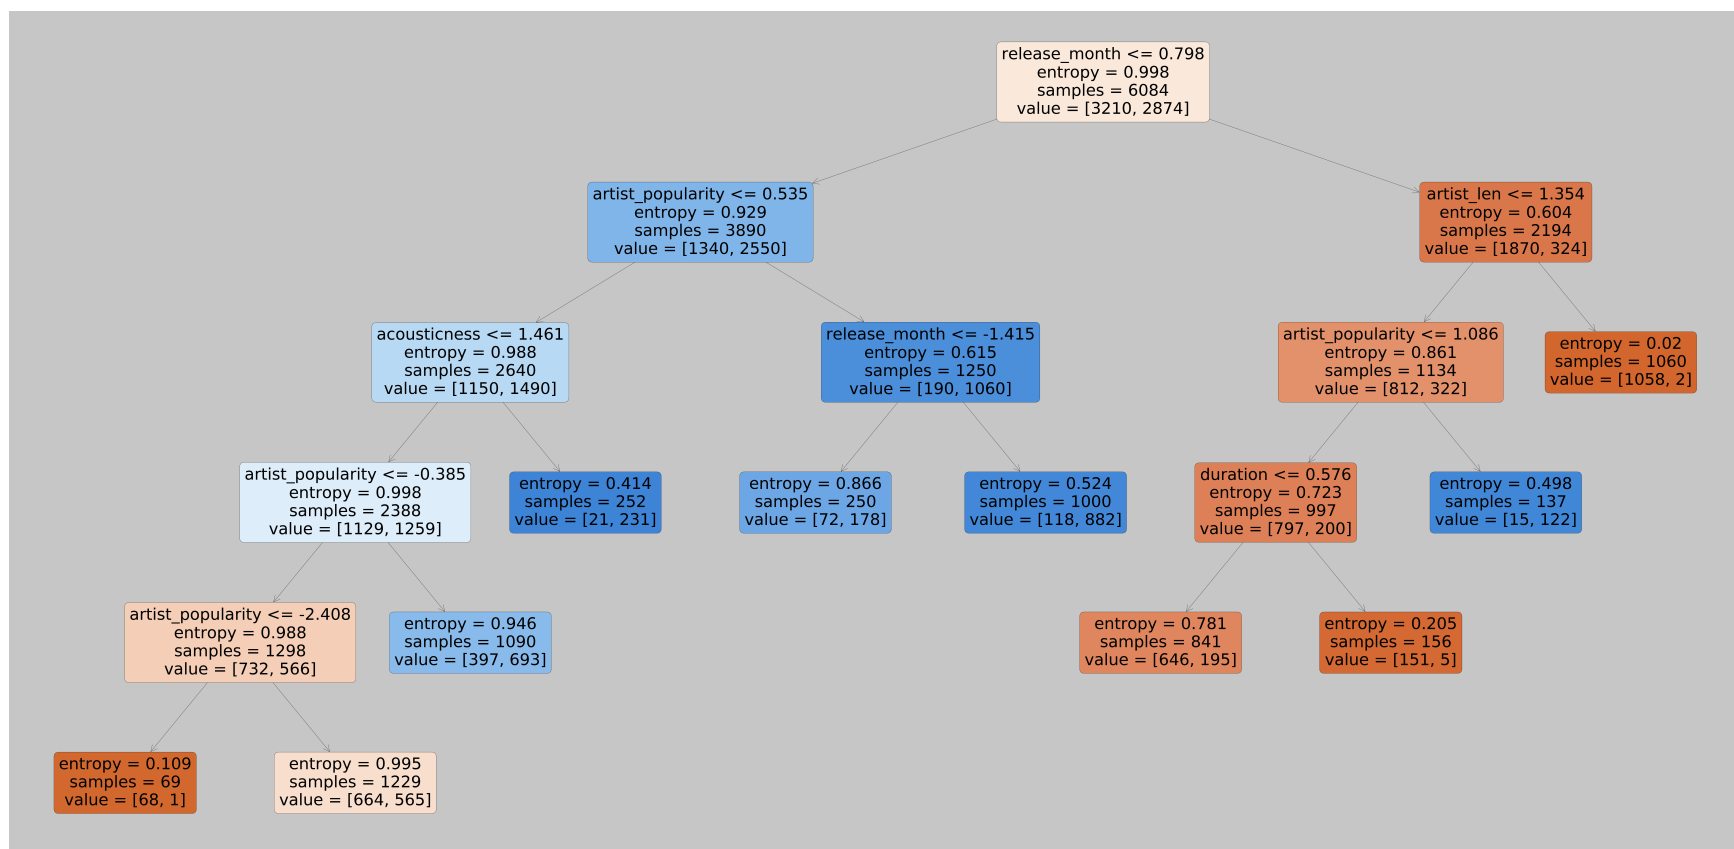 release_month <= 0.798
entropy = 0.998
samples = 6084
value = [3210, 2874]
artist_popularity <= 0.535
entropy = 0.929
samples = 3890
value = [1340, 2550]
artist_len <= 1.354
entropy = 0.604
samples = 2194
value = [1870, 324]
acousticness <= 1.461
entropy = 0.988
samples = 2640
value = [1150, 1490]
release_month <= -1.415
entropy = 0.615
samples = 1250
value = [190, 1060]
artist_popularity <= 1.086
entropy = 0.861
samples = 1134
value = [812, 322]
entropy = 0.02
samples = 1060
value = [1058, 2]
artist_popularity <= -0.385
entropy = 0.998
samples = 2388
value = [1129, 1259]
entropy = 0.414
samples = 252
value = [21, 231]
entropy = 0.866
samples = 250
value = [72, 178]
entropy = 0.524
samples = 1000
value = [118, 882]
duration <= 0.576
entropy = 0.723
samples = 997
value = [797, 200]
entropy = 0.498
samples = 137
value = [15, 122]
artist_popularity <= -2.408
entropy = 0.988
samples = 1298
value = [732, 566]
entropy = 0.946
samples = 1090
value = [397, 693]
entropy = 0.781
samples = 841
value = [646, 195]
entropy = 0.205
samples = 156
value = [151, 5]
entropy = 0.109
samples = 69
value = [68, 1]
entropy = 0.995
samples = 1229
value = [664, 565]